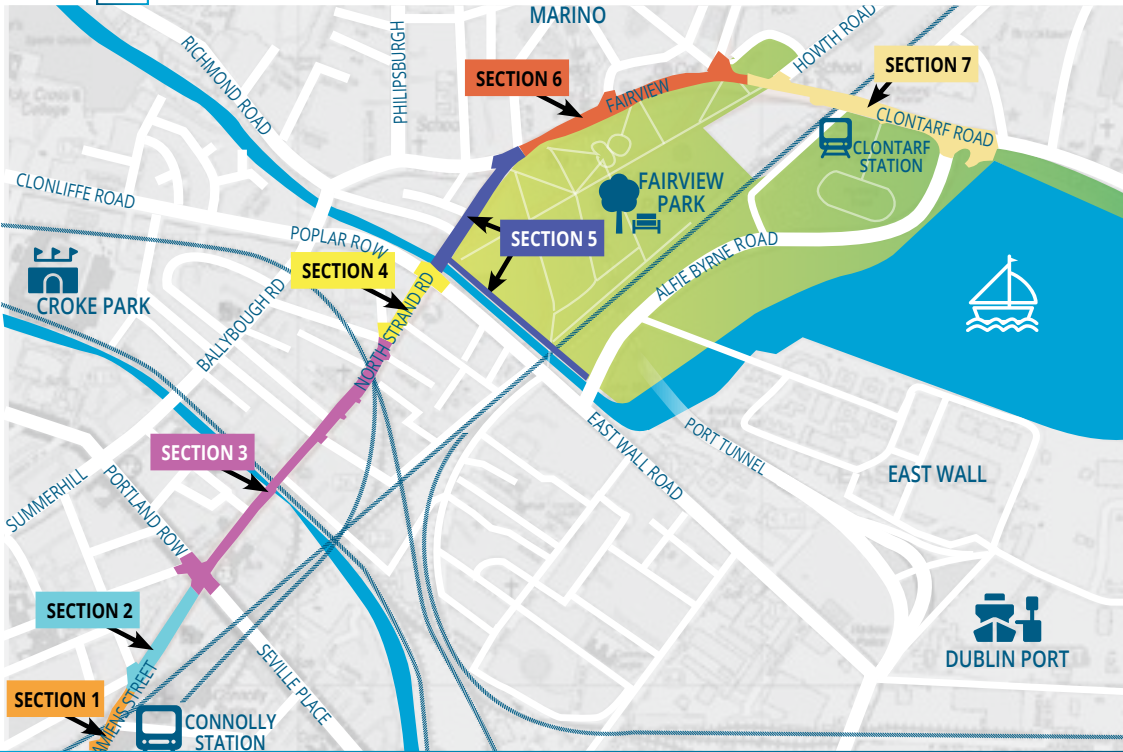 MARINO
HOWTH ROAD
RICHMOND ROAD
PHILIPSBURGH
SECTION 6
SECTION 7
FAIRVIEW
CLONTARF ROAD
CLONTARF
STATION
CLONLIFFE ROAD
FAIRVIEW
PARK
POPLAR ROW
SECTION 5
SECTION 4
ALFIE BYRNE ROAD
CROKE PARK
BALLYBOUGH RD
NORTH STRAND RD
SECTION 3
EAST WALL ROAD
PORT TUNNEL
EAST WALL
SUMMERHILL
PORTLAND ROW
SECTION 2
SEVILLE PLACE
DUBLIN PORT
SECTION 1
AMIENS STREET
CONNOLLY
STATION